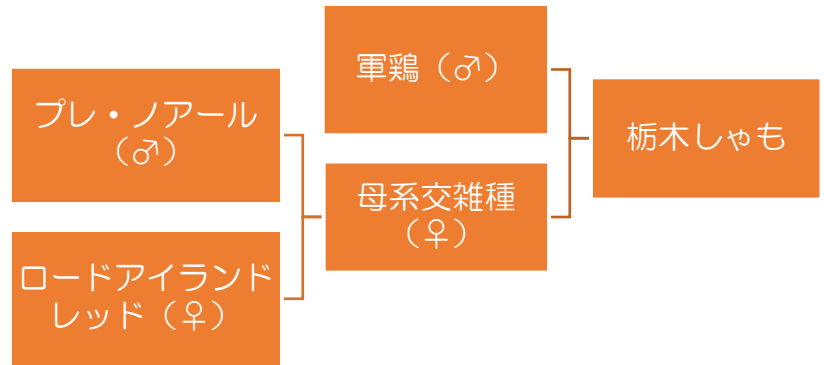 軍鶏（♂）
プレ・ノアール
（♂）
栃木しゃも
母系交雑種
（♀）
ロードアイランド
レッド（♀）